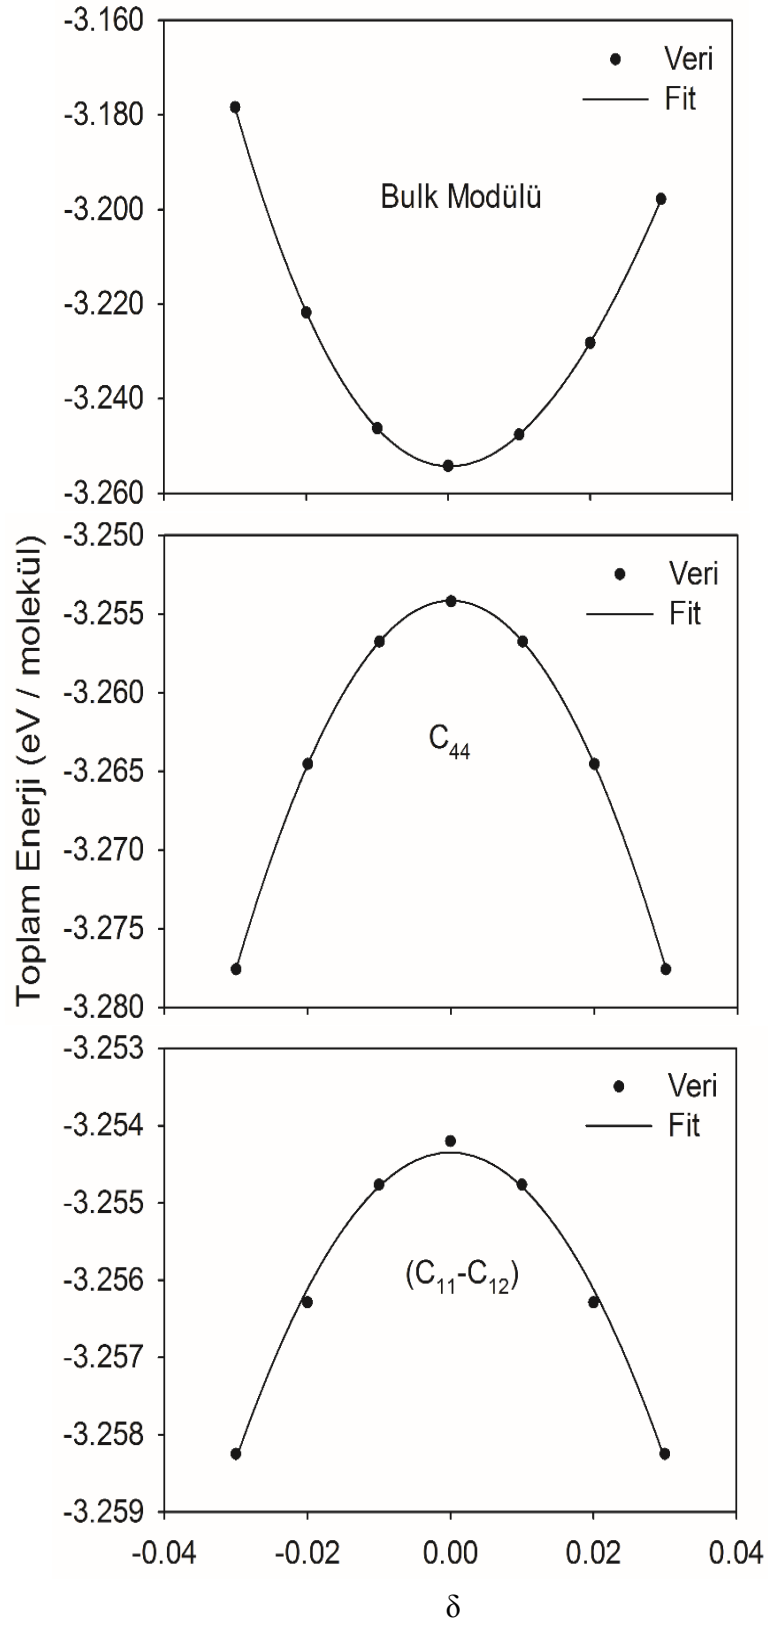 -3.160
Veri
-3.180
Fit
Bulk Modülü
-3.200
-3.220
-3.240
-3.260
Toplam Enerji (eV / molekül)
-3.250
Veri
-3.255
Fit
-3.260
C44
-3.265
-3.270
-3.275
-3.280
-3.253
Veri
-3.254
Fit
-3.255
(C11-C12)
-3.256
-3.257
-3.258
-3.259
-0.04 -0.02 0.00 0.02 0.04
δ